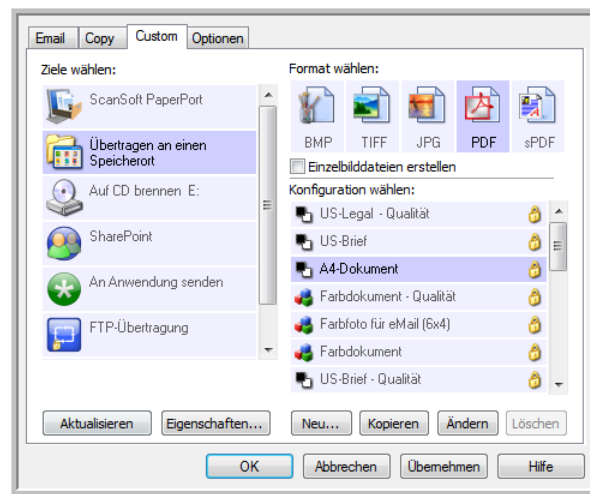 Email Copy Custom Optionen
Ziele wählen:
ScanSoft PaperPort
Übertragen an einen
Speicherort
Auf CD brennen E:
SharePoint
An Anwendung senden
FTP-Übertragung
Aktualisieren Eigenschaften...
Format wählen:
BMP TIFF JPG PDF sPDF
Einzelbilddateien erstellen
Konfiguration wählen:
US-Legal - Qualität
US-Brief
A4-Dokument
Farbdokument - Qualität
Farbfoto für eMail (6x4)
Farbdokument
US-Brief - Qualität
Neu... Kopieren Ändern Löschen
OK Abbrechen Übernehmen Hilfe